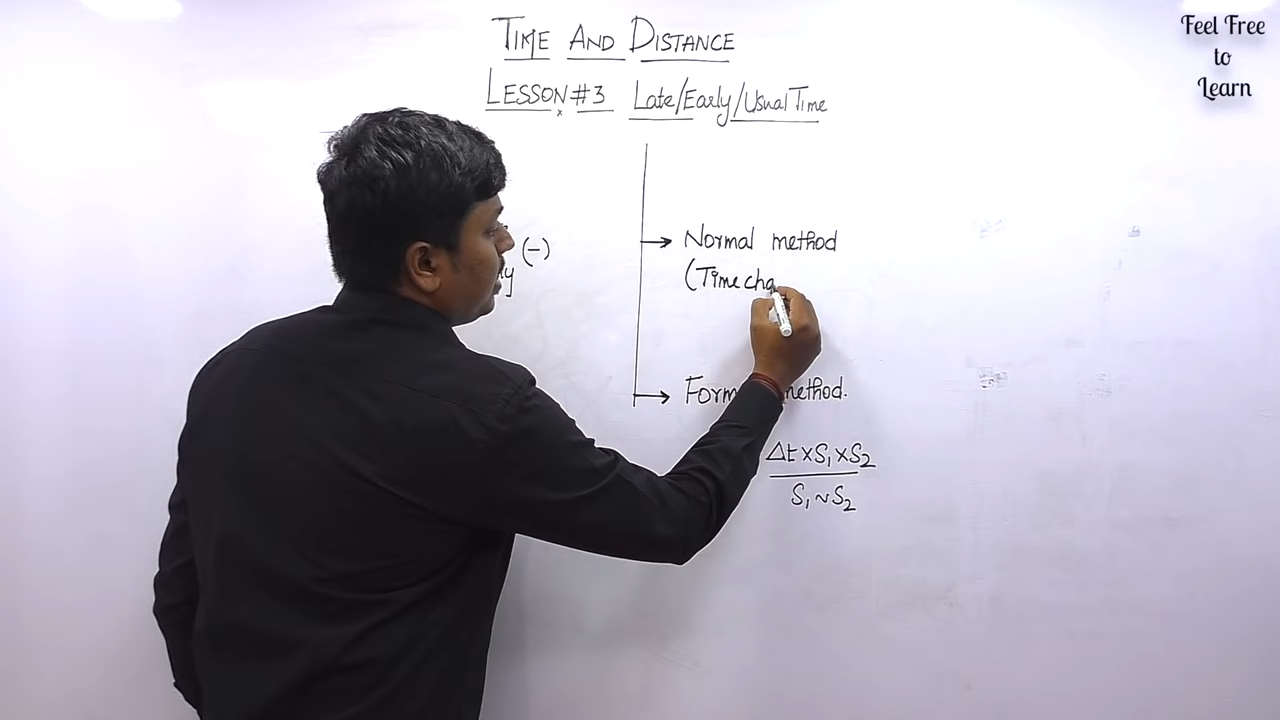 TIME AND DISTANCE
LESSON #3 Late/Early/Usual Time
Feel Free
to
Learn
(-)
Normal method
(Time cha
method.
Δt x S₁ x S₂
S₁ ~ S₂